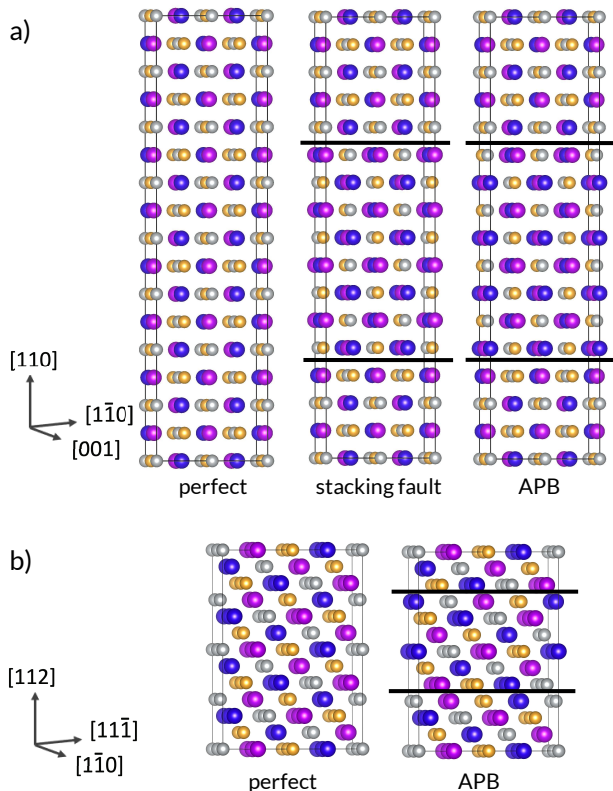 a)
[110]
[11̅0]
[001]
perfect
stacking fault
APB
b)
[112]
[111̅]
[11̅0]
perfect
APB